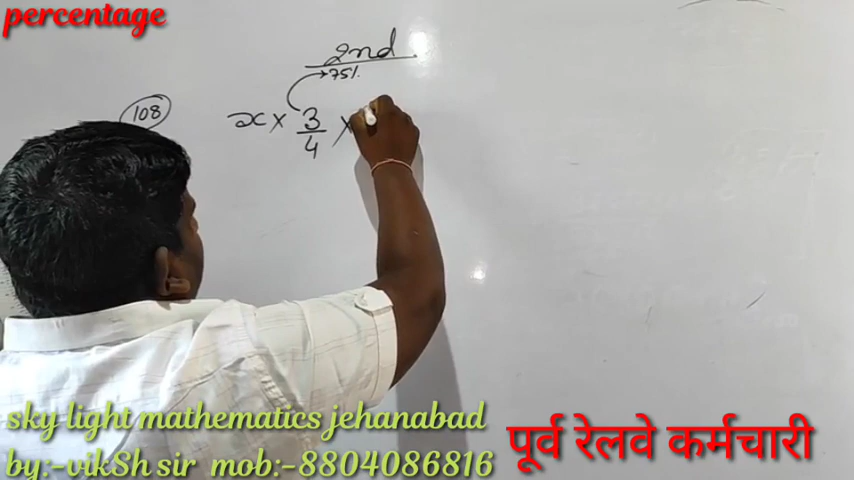 percentage
2nd
75%
108
x × 3/4 ×
sky light mathematics jehanabad
by:-vikSh sir mob:-8804086816
पूर्व रेलवे कर्मचारी